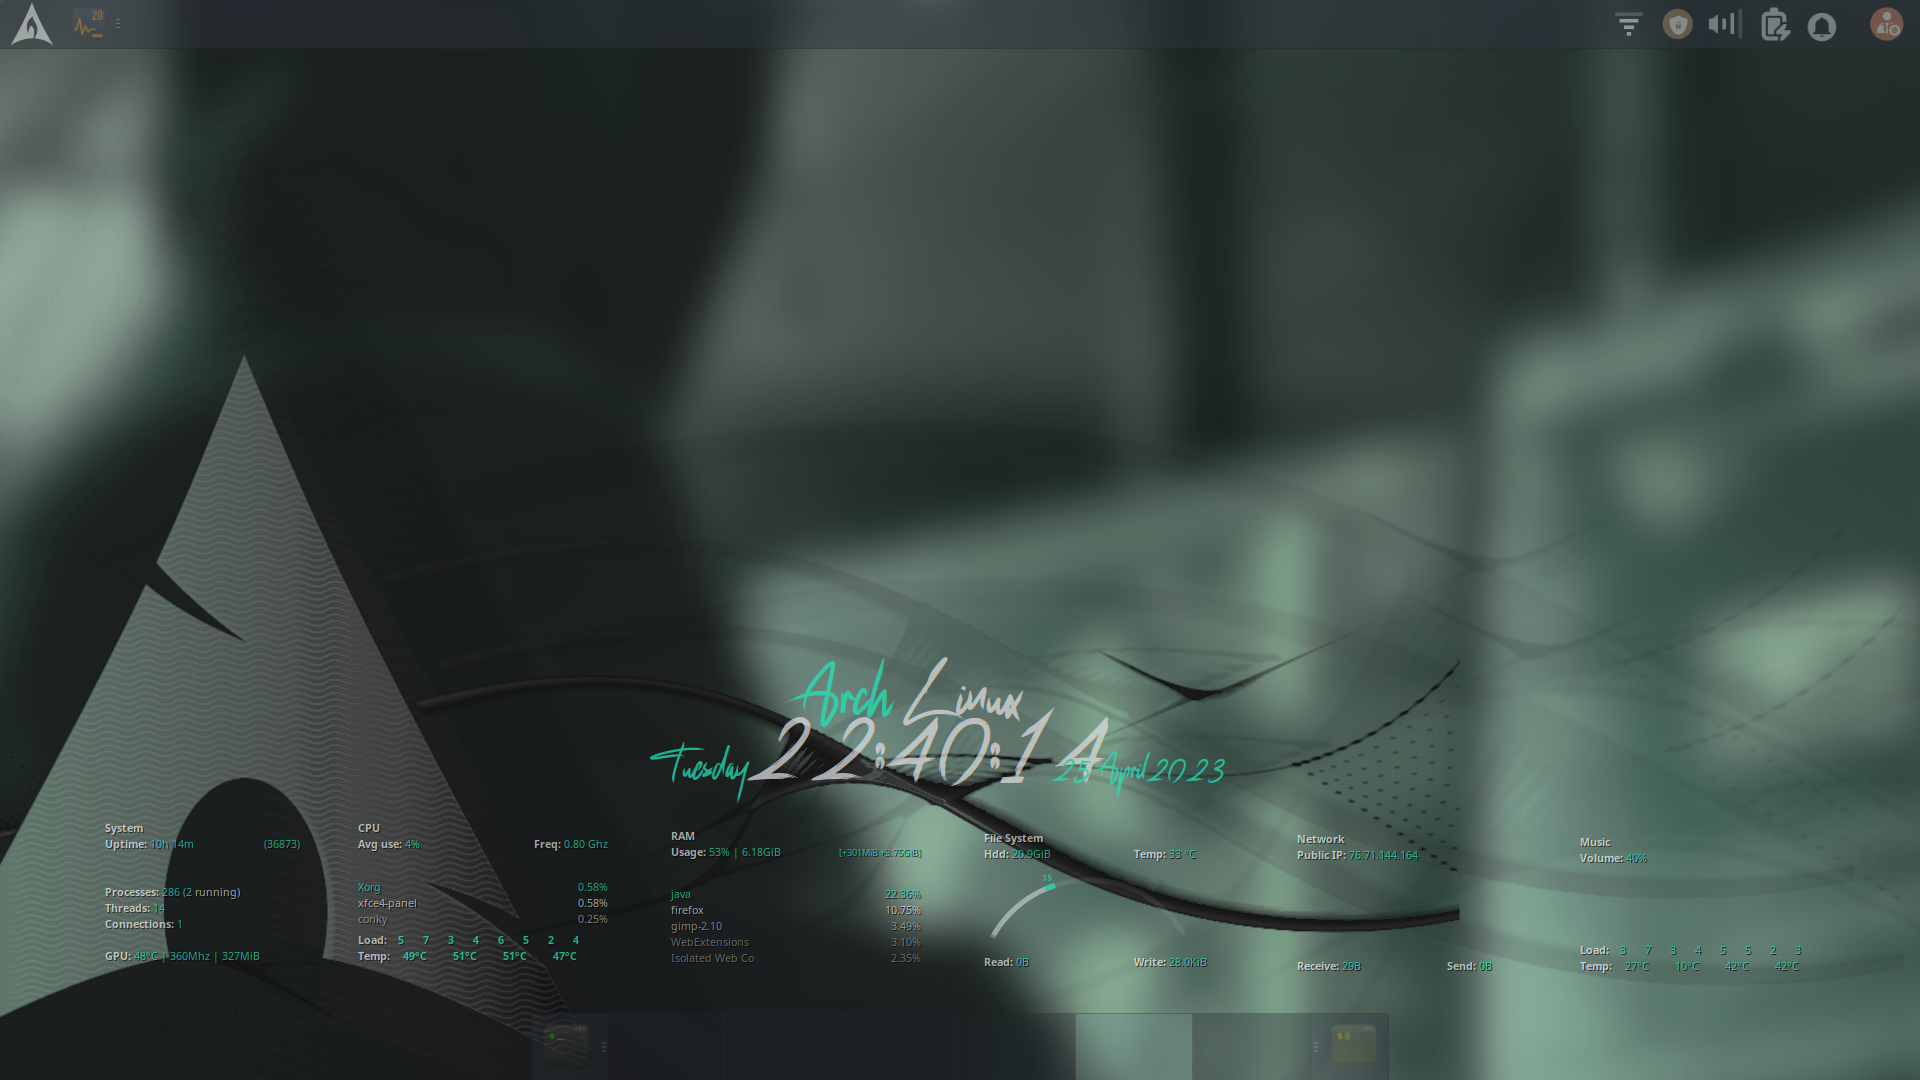 20
Arch Linux
Tuesday 22:40:14 25 April 2023
System
Uptime: 10h 14m (36873)
Processes: 286 (2 running)
Threads: 14
Connections: 1
GPU: 48°C | 360Mhz | 327MiB
CPU
Avg use: 4% Freq: 0.80 Ghz
Xorg 0.58%
xfce4-panel 0.58%
conky 0.25%
Load: 5 7 3 4 6 5 2 4
Temp: 49°C 51°C 51°C 47°C
RAM
Usage: 53% | 6.18GiB [+301MiB +3.75GiB]
java 22.36%
firefox 10.75%
gimp-2.10 3.49%
WebExtensions 3.10%
Isolated Web Co 2.35%
File System
Hdd: 20.9GiB Temp: 33 °C
35
Read: 0B Write: 28.0KiB
Network
Public IP: 76.71.144.164
Receive: 29B Send: 0B
Music
Volume: 40%
Load: 3 7 3 4 5 5 2 3
Temp: 27°C 10°C 42°C 42°C